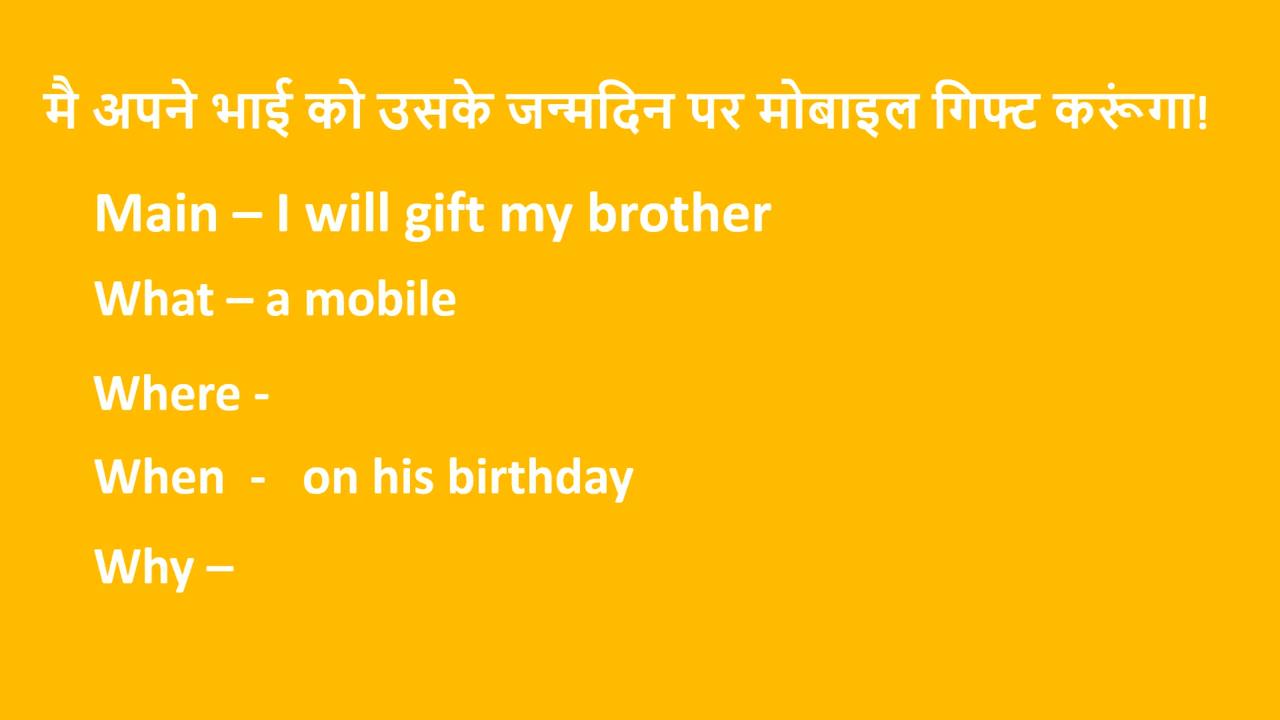 मै अपने भाई को उसके जन्मदिन पर मोबाइल गिफ्ट करूंगा!
Main – I will gift my brother
What – a mobile
Where -
When - on his birthday
Why –